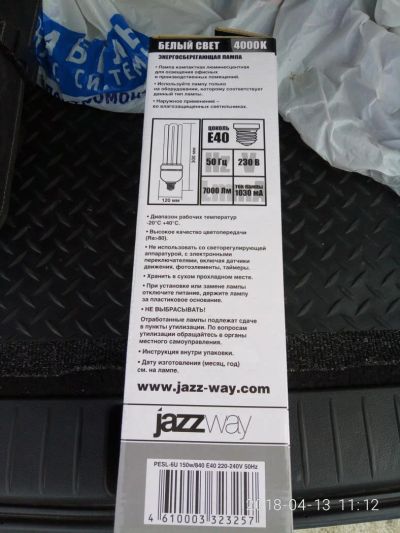 БЕЛЫЙ СВЕТ 4000K
ЭНЕРГОСБЕРЕГАЮЩАЯ ЛАМПА
• Лампа компактная люминесцентная
для освещения офисных
и производственных помещений.
• Используйте лампу только
на оборудовании, которому соответствует
данный тип лампы.
• Наружное применение –
во влагозащищенных светильниках.
300 мм
120 мм
ЦОКОЛЬ
E40
50 Гц
230 В
7000 Лм
ток лампы
1030 мА
• Диапазон рабочих температур
-20°С +40°С.
• Высокое качество цветопередачи
(Ra>80).
• Не использовать со светорегулирующей
аппаратурой, с электронными
переключателями, включая датчики
движения, фотоэлементы, таймеры.
• Хранить в сухом прохладном месте.
• При установке или замене лампы
отключите питание, держите лампу
за пластиковое основание.
• НЕ ВЫБРАСЫВАТЬ!
Отработанные лампы подлежат сдаче
в пункты утилизации. По вопросам
утилизации обращайтесь в органы
местного самоуправления.
• Инструкция внутри упаковки.
• Дату изготовления (месяц, год)
см. на лампе.
www.jazz-way.com
jazzway
PESL-6U 150w/840 E40 220-240V 50Hz
4 610003 323257
2018-04-13 11:12